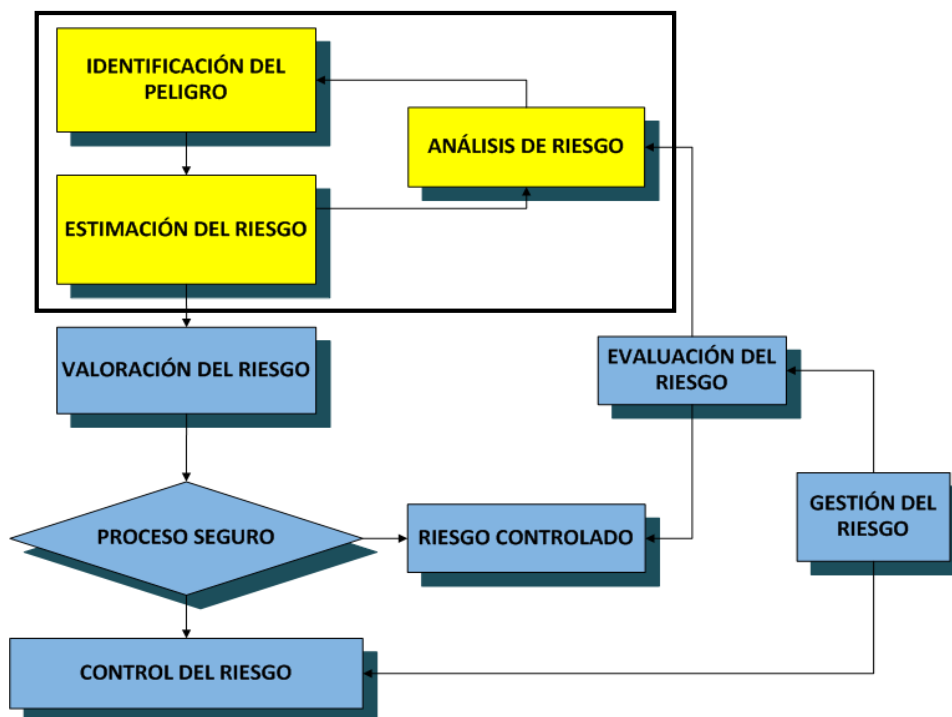 IDENTIFICACIÓN DEL
PELIGRO
ANÁLISIS DE RIESGO
ESTIMACIÓN DEL RIESGO
VALORACIÓN DEL RIESGO
EVALUACIÓN DEL
RIESGO
PROCESO SEGURO
RIESGO CONTROLADO
GESTIÓN DEL
RIESGO
CONTROL DEL RIESGO